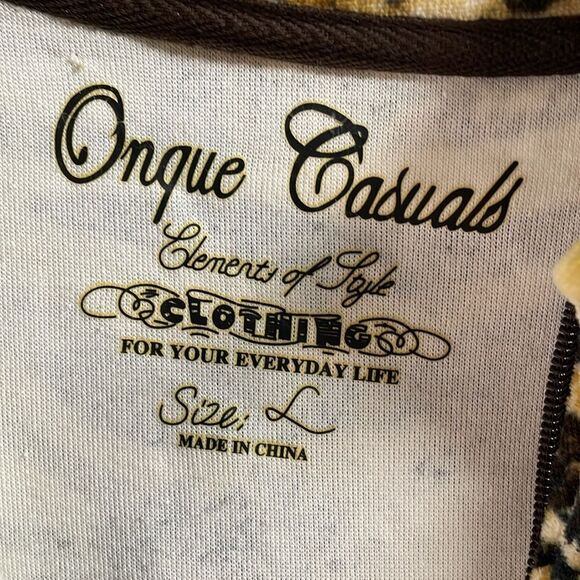 Onque Casuals
Elements of Style
CLOTHING
FOR YOUR EVERYDAY LIFE
Size: L
MADE IN CHINA